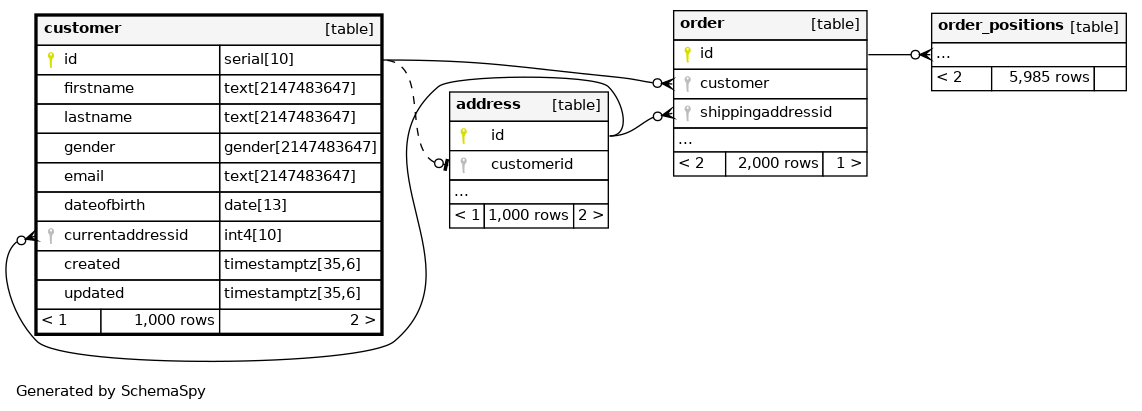 customer [table]
id serial[10]
firstname text[2147483647]
lastname text[2147483647]
gender gender[2147483647]
email text[2147483647]
dateofbirth date[13]
currentaddressid int4[10]
created timestamptz[35,6]
updated timestamptz[35,6]
< 1 1,000 rows 2 >
address [table]
id
customerid
...
< 1 1,000 rows 2 >
order [table]
id
customer
shippingaddressid
...
< 2 2,000 rows 1 >
order_positions [table]
...
< 2 5,985 rows
Generated by SchemaSpy